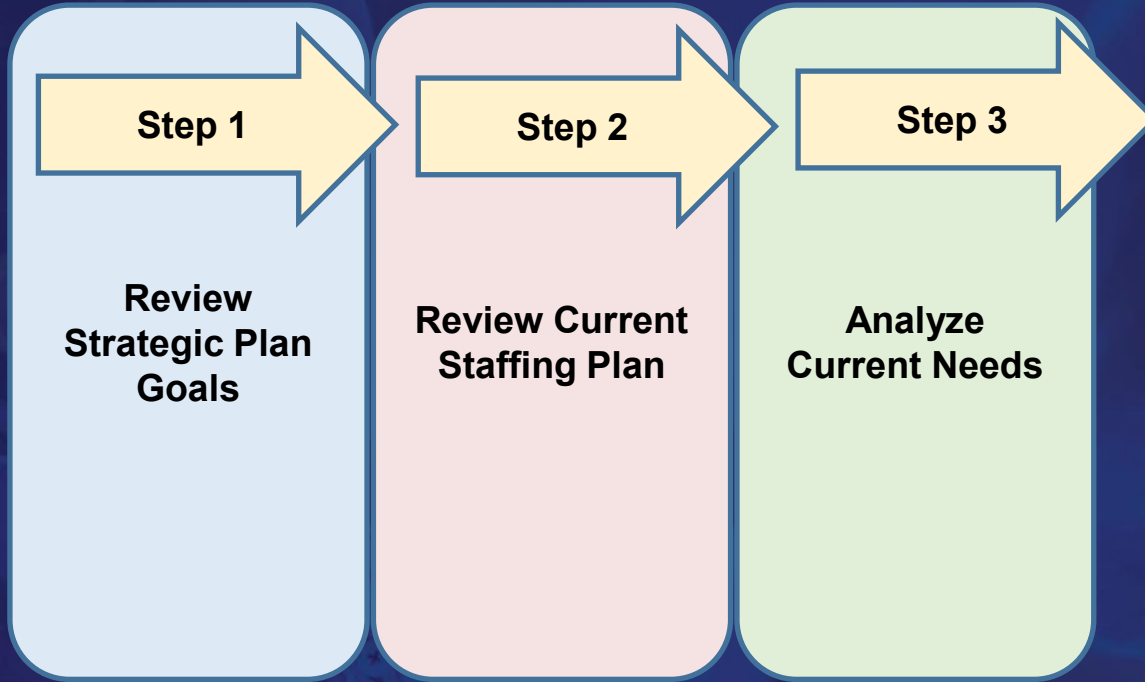 Step 1
Step 2
Step 3
Review
Strategic Plan
Goals
Review Current
Staffing Plan
Analyze
Current Needs